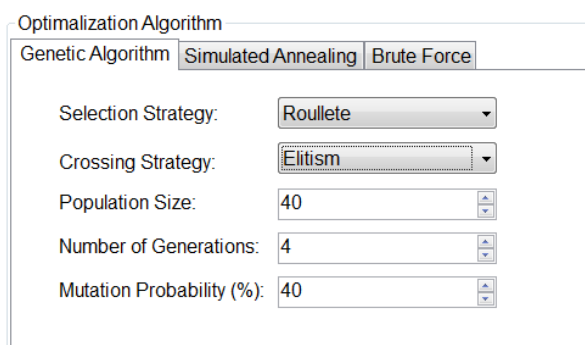 Optimalization Algorithm
Genetic Algorithm Simulated Annealing Brute Force
Selection Strategy: Roullete
Crossing Strategy: Elitism
Population Size: 40
Number of Generations: 4
Mutation Probability (%): 40